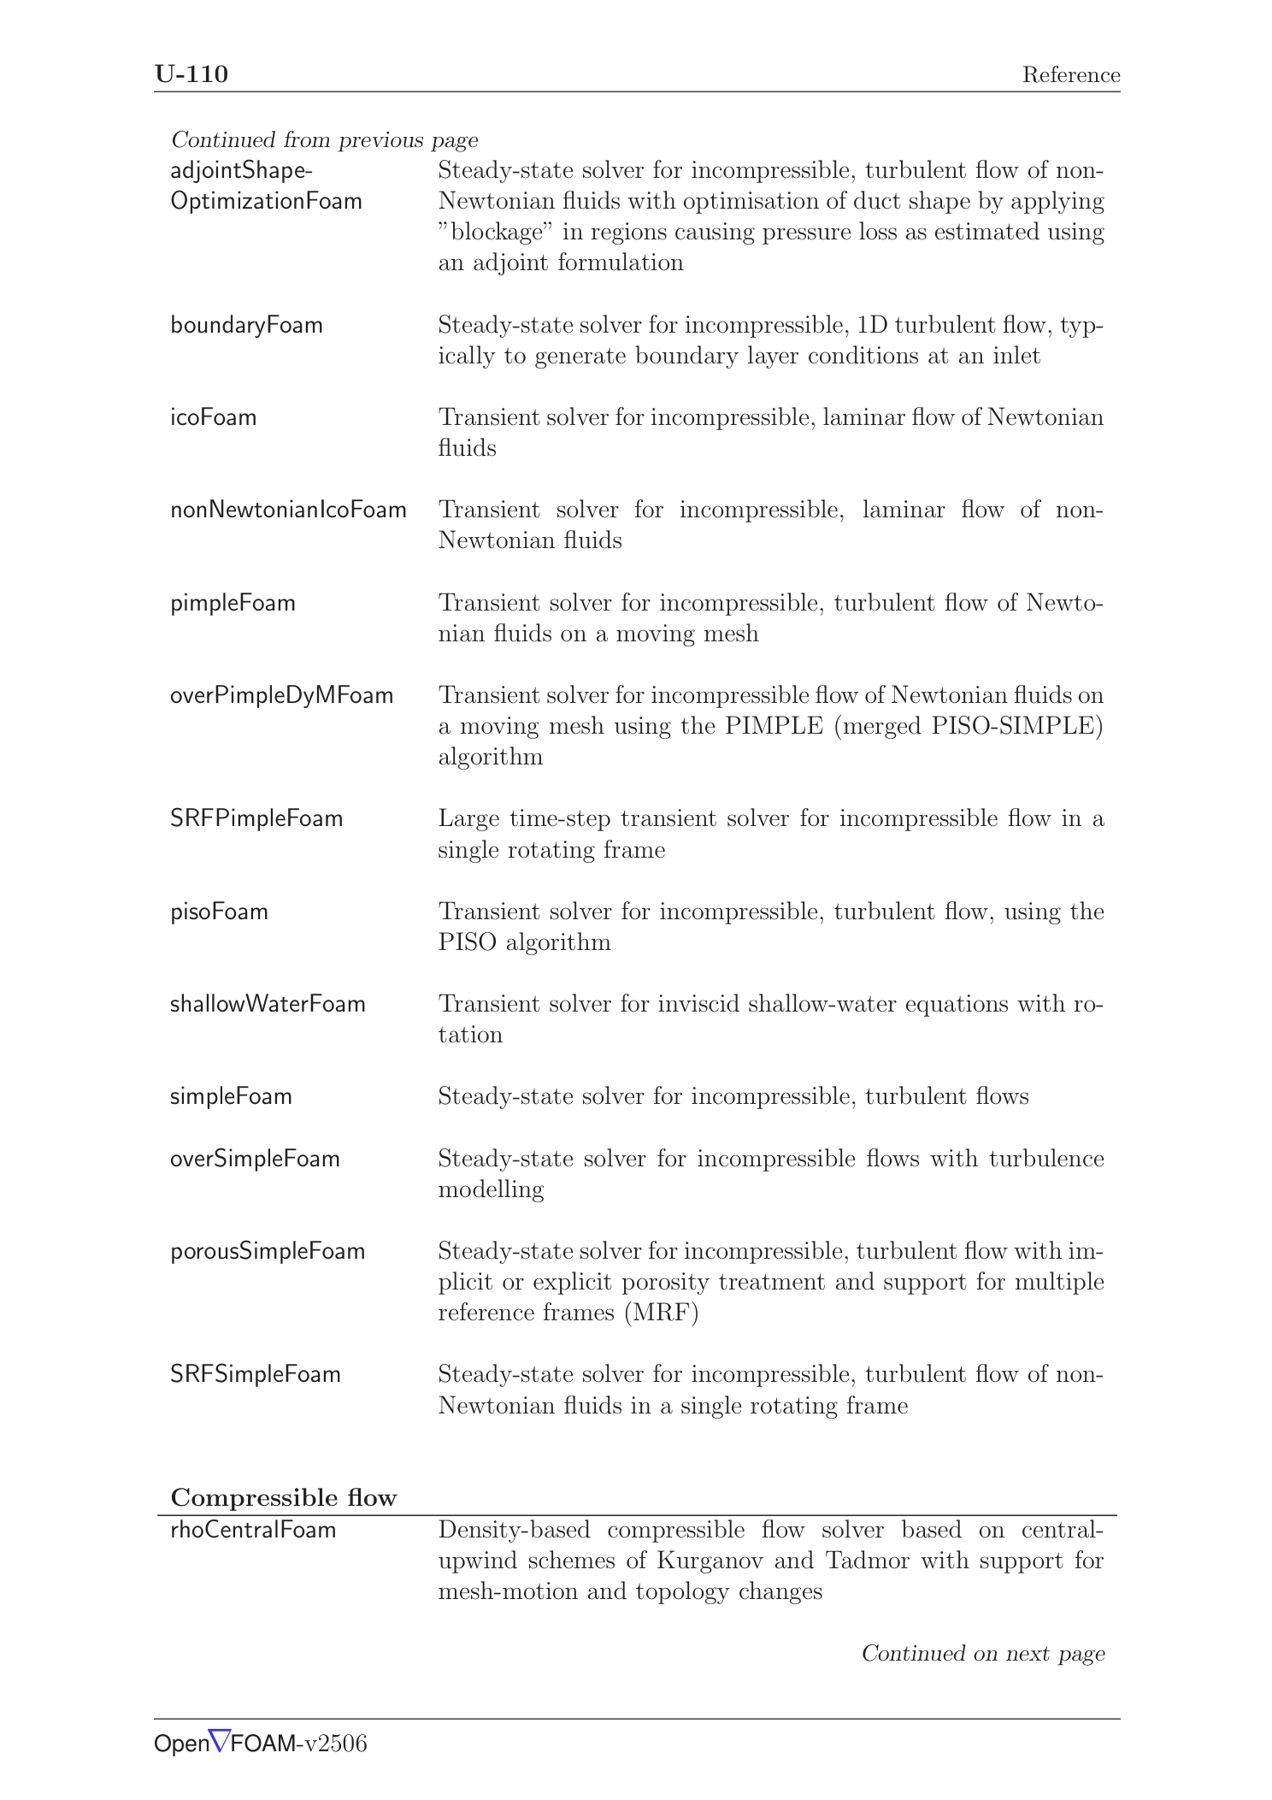 U-110 Reference
Continued from previous page
adjointShape- Steady-state solver for incompressible, turbulent flow of non-
OptimizationFoam Newtonian fluids with optimisation of duct shape by applying
”blockage” in regions causing pressure loss as estimated using
an adjoint formulation
boundaryFoam Steady-state solver for incompressible, 1D turbulent flow, typ-
ically to generate boundary layer conditions at an inlet
icoFoam Transient solver for incompressible, laminar flow of Newtonian
fluids
nonNewtonianIcoFoam Transient solver for incompressible, laminar flow of non-
Newtonian fluids
pimpleFoam Transient solver for incompressible, turbulent flow of Newto-
nian fluids on a moving mesh
overPimpleDyMFoam Transient solver for incompressible flow of Newtonian fluids on
a moving mesh using the PIMPLE (merged PISO-SIMPLE)
algorithm
SRFPimpleFoam Large time-step transient solver for incompressible flow in a
single rotating frame
pisoFoam Transient solver for incompressible, turbulent flow, using the
PISO algorithm
shallowWaterFoam Transient solver for inviscid shallow-water equations with ro-
tation
simpleFoam Steady-state solver for incompressible, turbulent flows
overSimpleFoam Steady-state solver for incompressible flows with turbulence
modelling
porousSimpleFoam Steady-state solver for incompressible, turbulent flow with im-
plicit or explicit porosity treatment and support for multiple
reference frames (MRF)
SRFSimpleFoam Steady-state solver for incompressible, turbulent flow of non-
Newtonian fluids in a single rotating frame
Compressible flow
rhoCentralFoam Density-based compressible flow solver based on central-
upwind schemes of Kurganov and Tadmor with support for
mesh-motion and topology changes
Continued on next page
Open▽FOAM-v2506